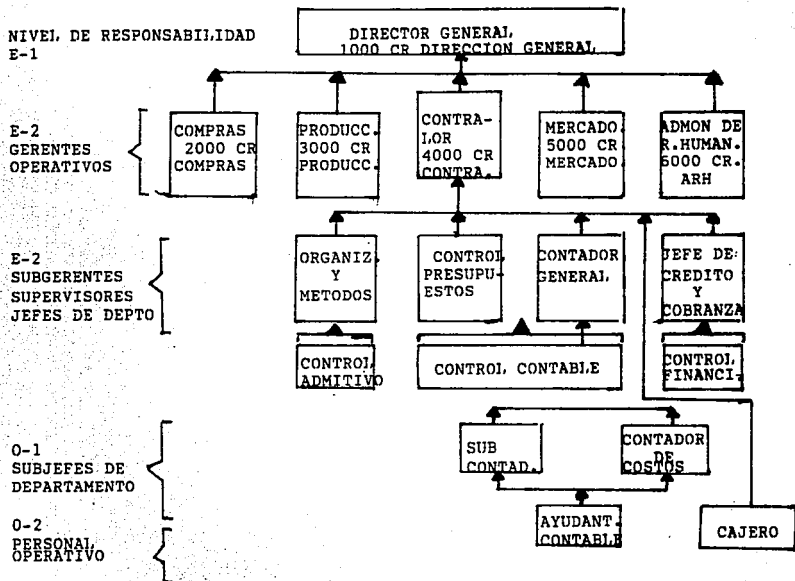 NIVEL DE RESPONSABILIDAD
E-1
DIRECTOR GENERAL
1000 CR DIRECCION GENERAL
E-2
GERENTES
OPERATIVOS
COMPRAS
2000 CR
COMPRAS
PRODUCC.
3000 CR
PRODUCC.
CONTRA-
LOR
4000 CR
CONTRA.
MERCADO.
5000 CR
MERCADO.
ADMON DE
R.HUMAN.
6000 CR.
ARH
E-2
SUBGERENTES
SUPERVISORES
JEFES DE DEPTO
ORGANIZ.
Y
METODOS
CONTROL
PRESUPU-
ESTOS
CONTADOR
GENERAL
JEFE DE
CREDITO
Y
COBRANZA
CONTROL
ADMITIVO
CONTROL CONTABLE
CONTROL
FINANCI-
O-1
SUBJEFES DE
DEPARTAMENTO
SUB
CONTAD.
CONTADOR
DE
COSTOS
O-2
PERSONAL
OPERATIVO
AYUDANT.
CONTABLE
CAJERO